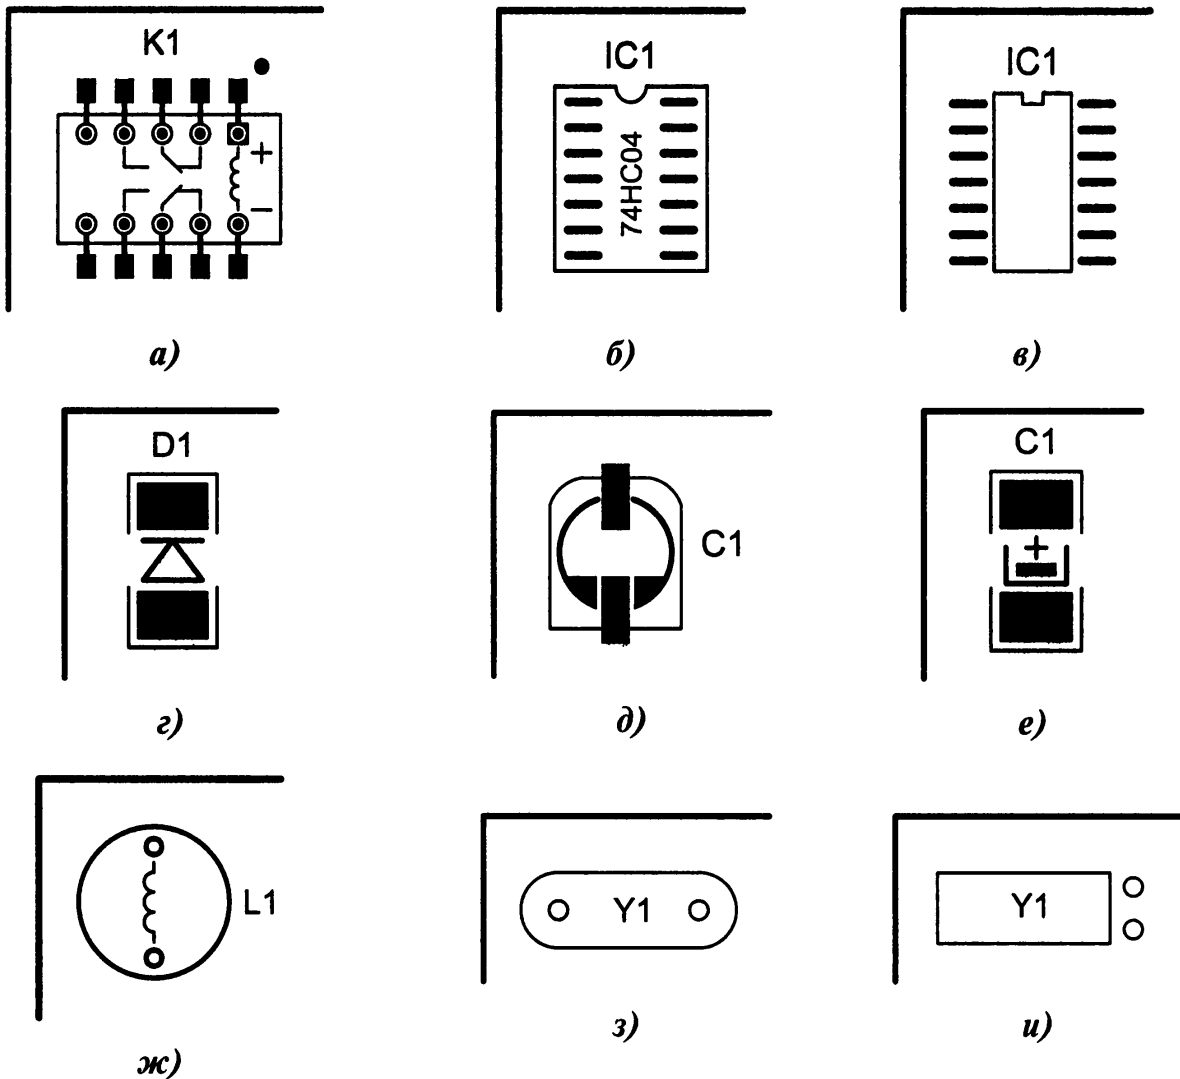 K1
+
–
а)
IC1
74HC04
б)
IC1
в)
D1
г)
C1
д)
C1
+
е)
L1
ж)
Y1
з)
Y1
и)